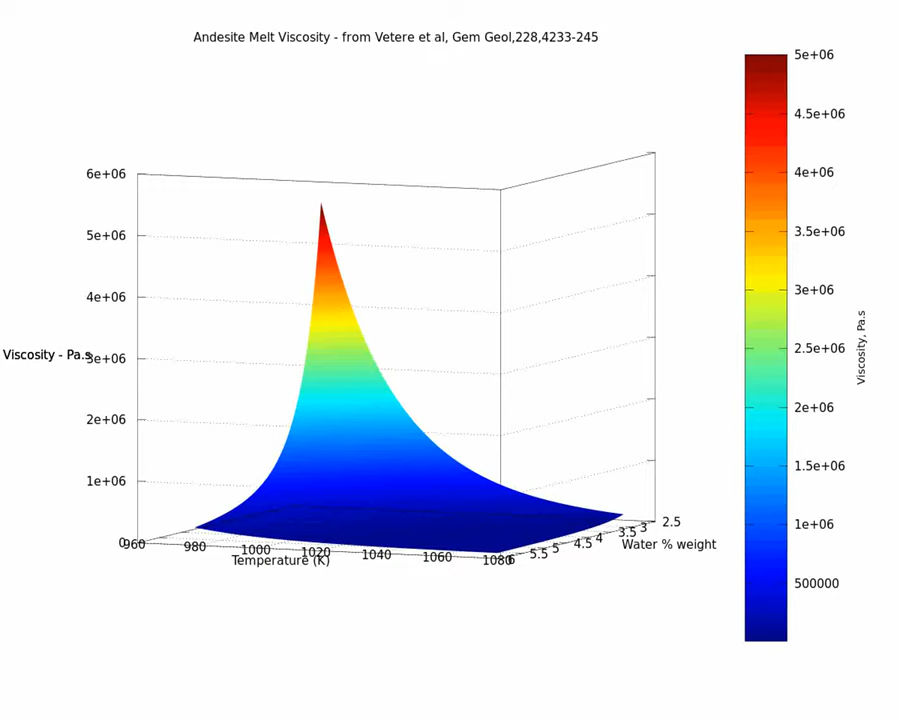 Andesite Melt Viscosity - from Vetere et al, Gem Geol,228,4233-245
6e+06
5e+06
4e+06
3e+06
2e+06
1e+06
0
Viscosity - Pa.s
960
980
1000
1020
1040
1060
1080
Temperature (K)
6
5.5
5
4.5
4
3.5
3
2.5
Water % weight
5e+06
4.5e+06
4e+06
3.5e+06
3e+06
2.5e+06
2e+06
1.5e+06
1e+06
500000
Viscosity, Pa.s